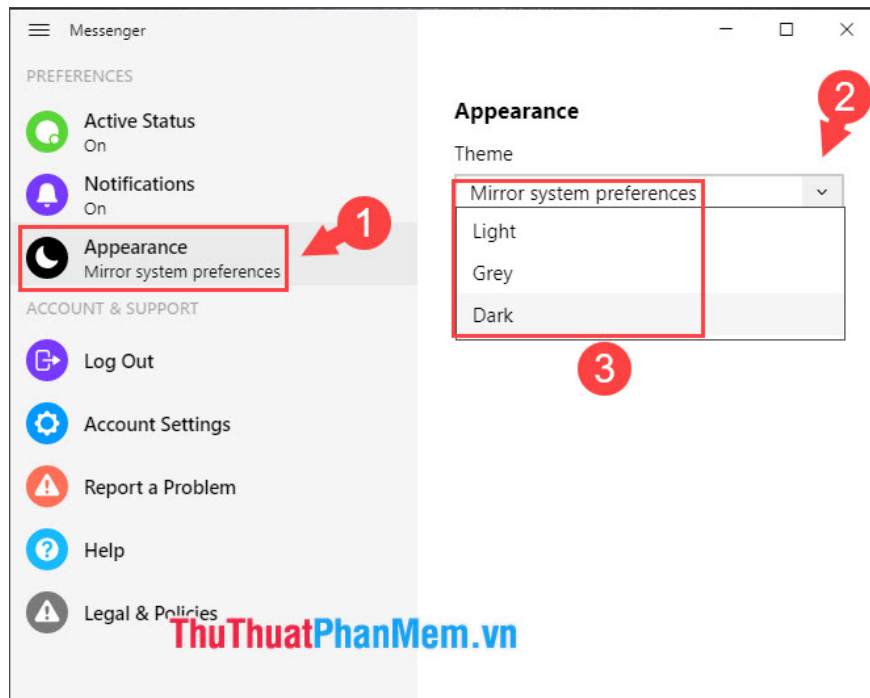 Messenger
PREFERENCES
Active Status
On
Notifications
On
Appearance
Mirror system preferences
ACCOUNT & SUPPORT
Log Out
Account Settings
Report a Problem
Help
Legal & Policies
Appearance
Theme
Mirror system preferences
Light
Grey
Dark
1
2
3
ThuThuatPhanMem.vn